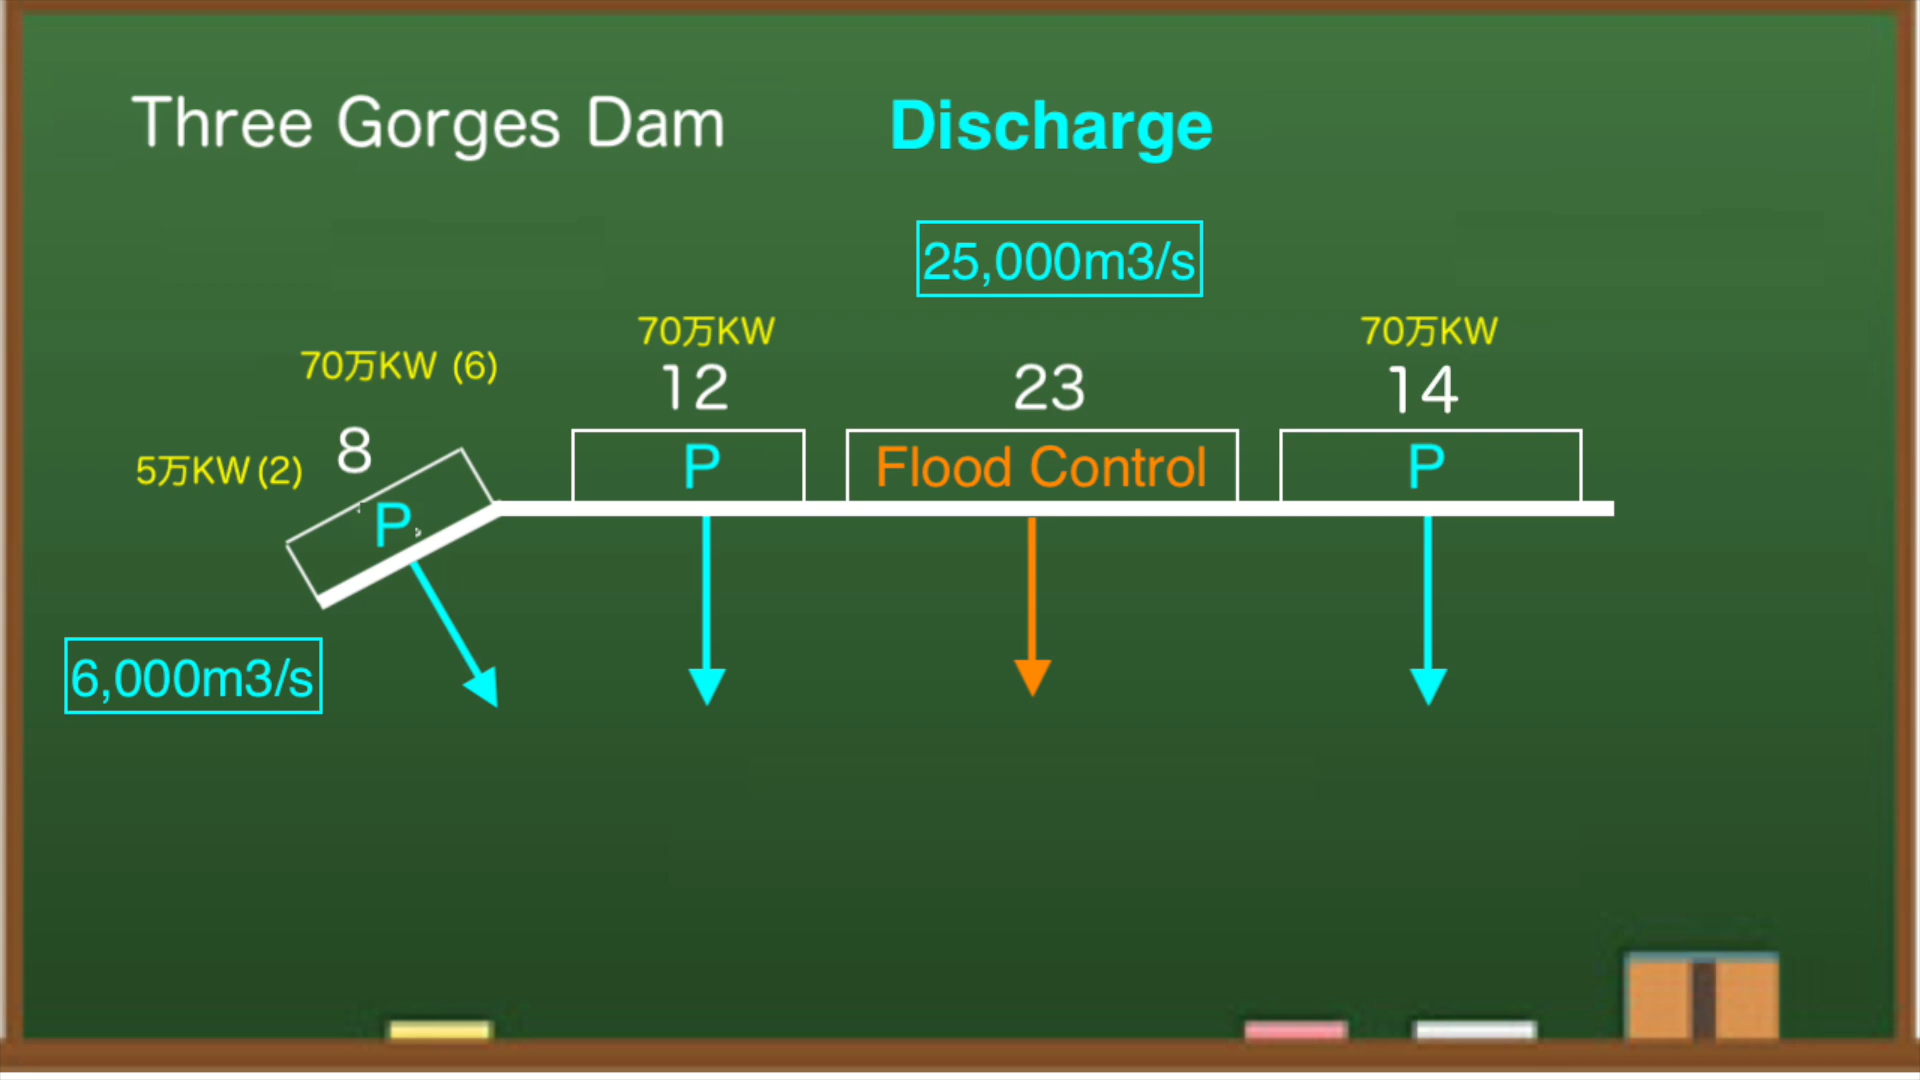 Three Gorges Dam
Discharge
25,000m3/s
70万KW
70万KW
70万KW (6)
12
23
14
8
5万KW (2)
P
Flood Control
P
P
6,000m3/s